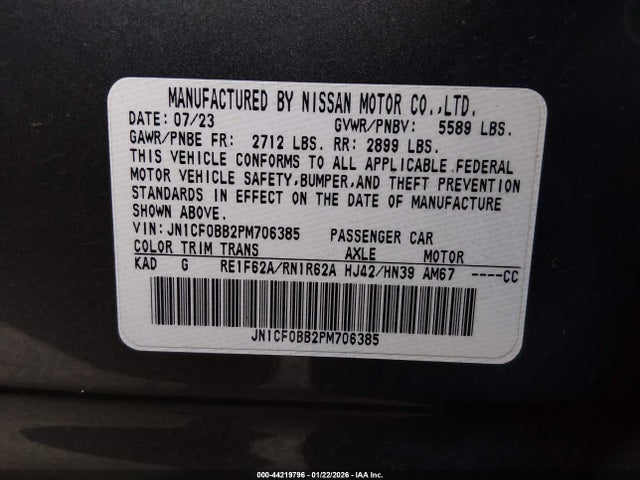 MANUFACTURED BY NISSAN MOTOR CO.,LTD.
DATE: 07/23 GVWR/PNBV: 5589 LBS.
GAWR/PNBE FR: 2712 LBS. RR: 2899 LBS.
THIS VEHICLE CONFORMS TO ALL APPLICABLE FEDERAL
MOTOR VEHICLE SAFETY,BUMPER,AND THEFT PREVENTION
STANDARDS IN EFFECT ON THE DATE OF MANUFACTURE
SHOWN ABOVE.
VIN: JN1CF0BB2PM706385 PASSENGER CAR
COLOR TRIM TRANS AXLE MOTOR
KAD G RE1F62A/RN1R62A HJ42/HN39 AM67 ----CC
JN1CF0BB2PM706385
000-44219796 - 01/22/2026 - IAA Inc.